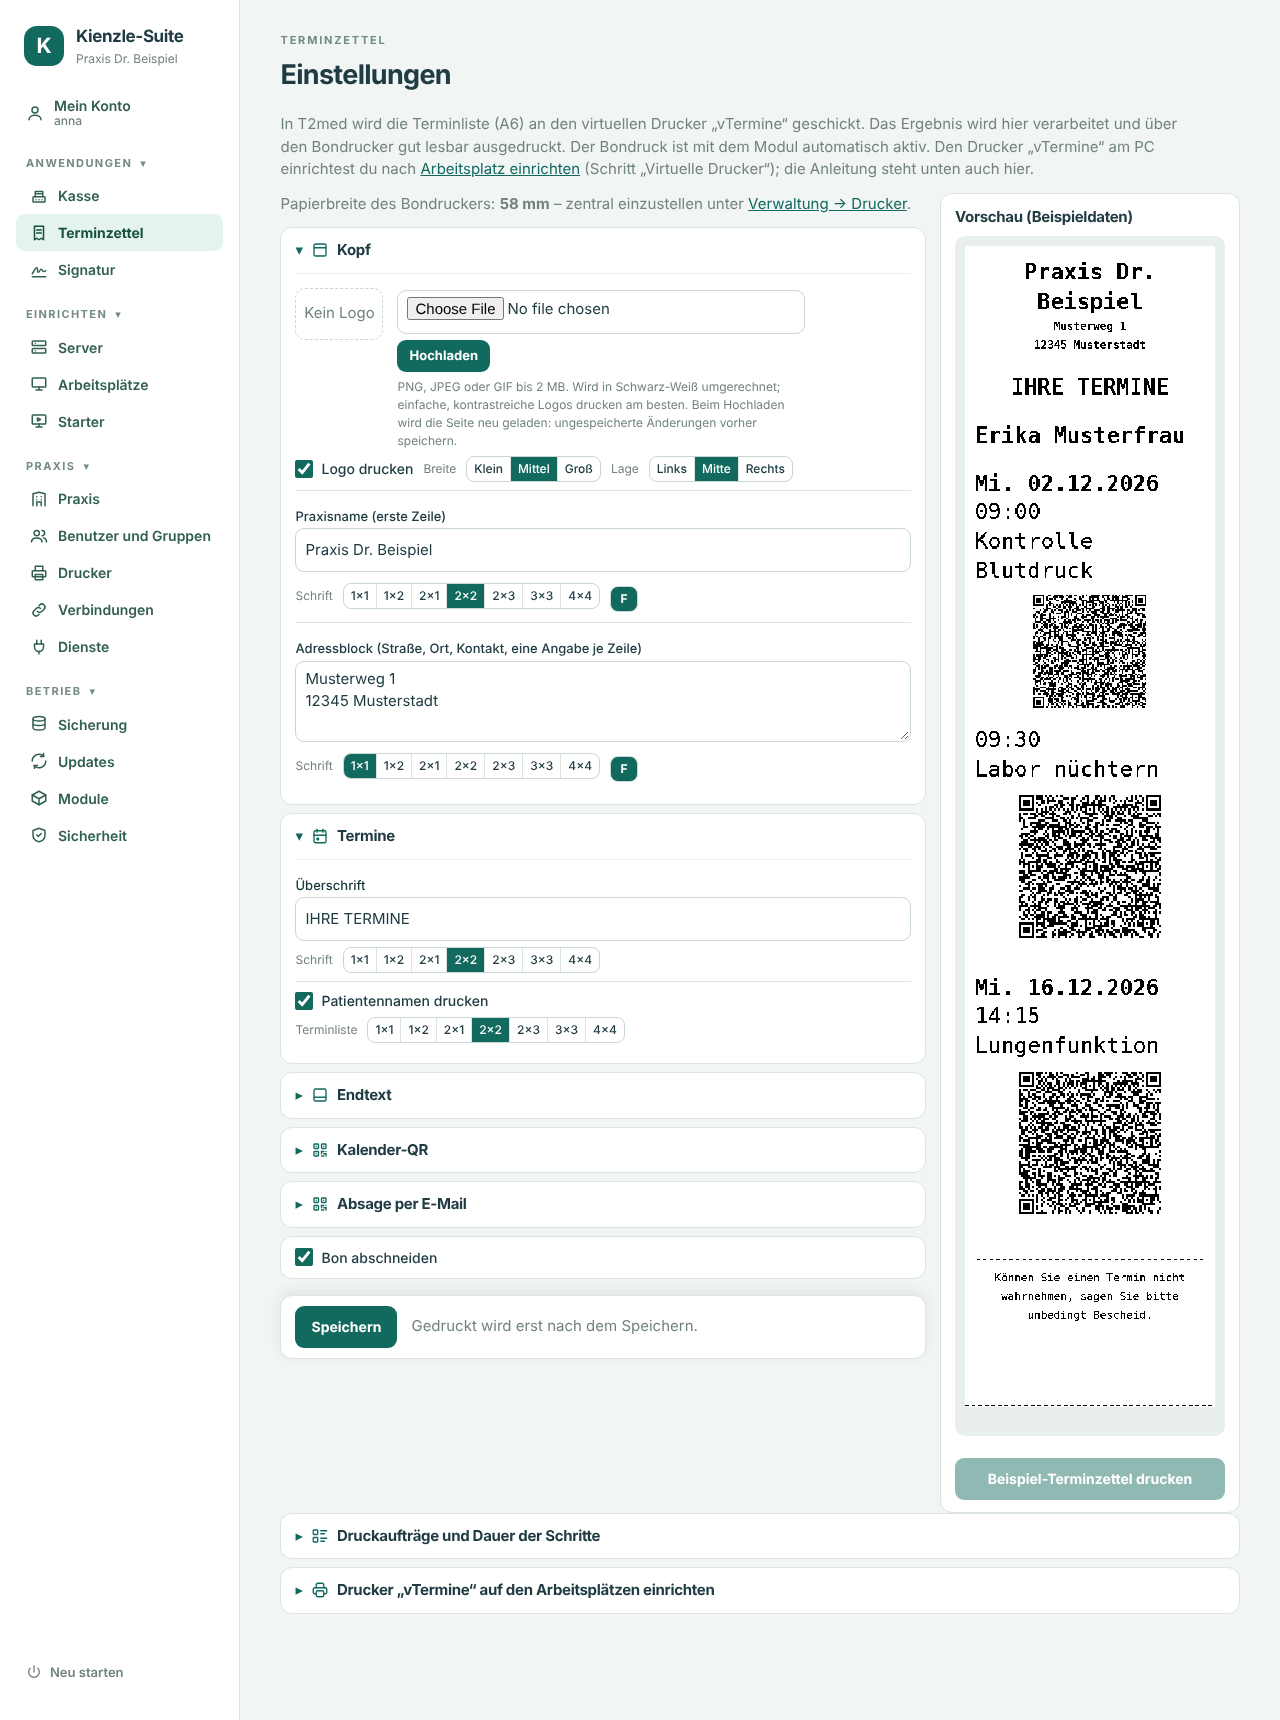 K
Kienzle-Suite
Praxis Dr. Beispiel
Mein Konto
anna
ANWENDUNGEN ▾
Kasse
Terminzettel
Signatur
EINRICHTEN ▾
Server
Arbeitsplätze
Starter
PRAXIS ▾
Praxis
Benutzer und Gruppen
Drucker
Verbindungen
Dienste
BETRIEB ▾
Sicherung
Updates
Module
Sicherheit
Neu starten
TERMINZETTEL
Einstellungen
In T2med wird die Terminliste (A6) an den virtuellen Drucker „vTermine“ geschickt. Das Ergebnis wird hier verarbeitet und über
den Bondrucker gut lesbar ausgedruckt. Der Bondruck ist mit dem Modul automatisch aktiv. Den Drucker „vTermine“ am PC
einrichtest du nach Arbeitsplatz einrichten (Schritt „Virtuelle Drucker“); die Anleitung steht unten auch hier.
Papierbreite des Bondruckers: 58 mm – zentral einzustellen unter Verwaltung → Drucker.
▾ Kopf
Kein Logo
Choose File No file chosen
Hochladen
PNG, JPEG oder GIF bis 2 MB. Wird in Schwarz-Weiß umgerechnet;
einfache, kontrastreiche Logos drucken am besten. Beim Hochladen
wird die Seite neu geladen: ungespeicherte Änderungen vorher
speichern.
Logo drucken Breite Klein Mittel Groß Lage Links Mitte Rechts
Praxisname (erste Zeile)
Praxis Dr. Beispiel
Schrift 1×1 1×2 2×1 2×2 2×3 3×3 4×4 F
Adressblock (Straße, Ort, Kontakt, eine Angabe je Zeile)
Musterweg 1
12345 Musterstadt
Schrift 1×1 1×2 2×1 2×2 2×3 3×3 4×4 F
▾ Termine
Überschrift
IHRE TERMINE
Schrift 1×1 1×2 2×1 2×2 2×3 3×3 4×4
Patientennamen drucken
Terminliste 1×1 1×2 2×1 2×2 2×3 3×3 4×4
▸ Endtext
▸ Kalender-QR
▸ Absage per E-Mail
Bon abschneiden
Speichern Gedruckt wird erst nach dem Speichern.
Vorschau (Beispieldaten)
Praxis Dr.
Beispiel
Musterweg 1
12345 Musterstadt
IHRE TERMINE
Erika Musterfrau
Mi. 02.12.2026
09:00
Kontrolle
Blutdruck
09:30
Labor nüchtern
Mi. 16.12.2026
14:15
Lungenfunktion
Können Sie einen Termin nicht
wahrnehmen, sagen Sie bitte
unbedingt Bescheid.
Beispiel-Terminzettel drucken
▸ Druckaufträge und Dauer der Schritte
▸ Drucker „vTermine“ auf den Arbeitsplätzen einrichten